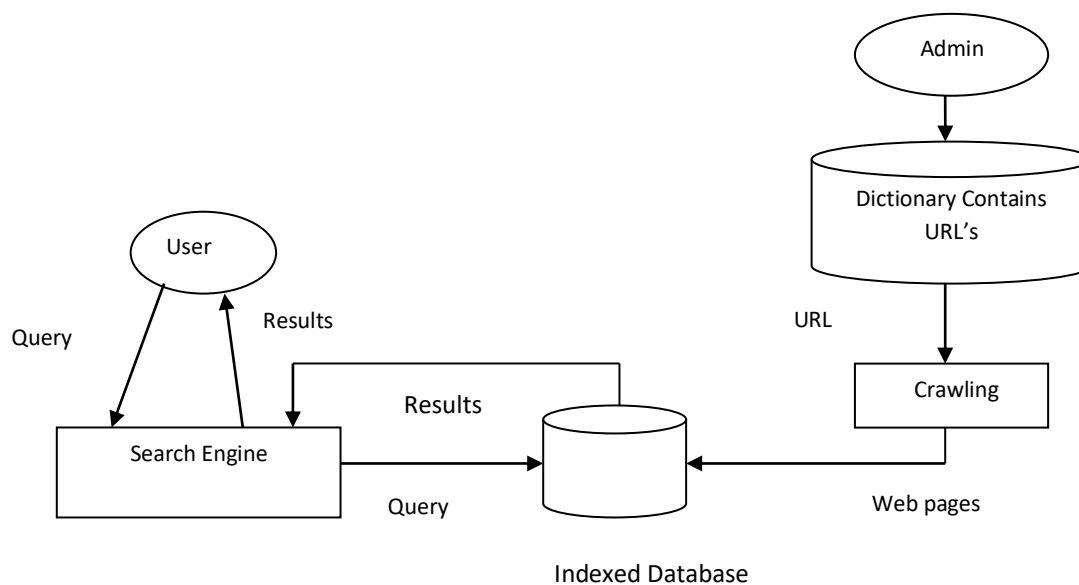 Admin
Dictionary Contains
URL’s
User
Query
Results
URL
Crawling
Results
Search Engine
Query
Web pages
Indexed Database